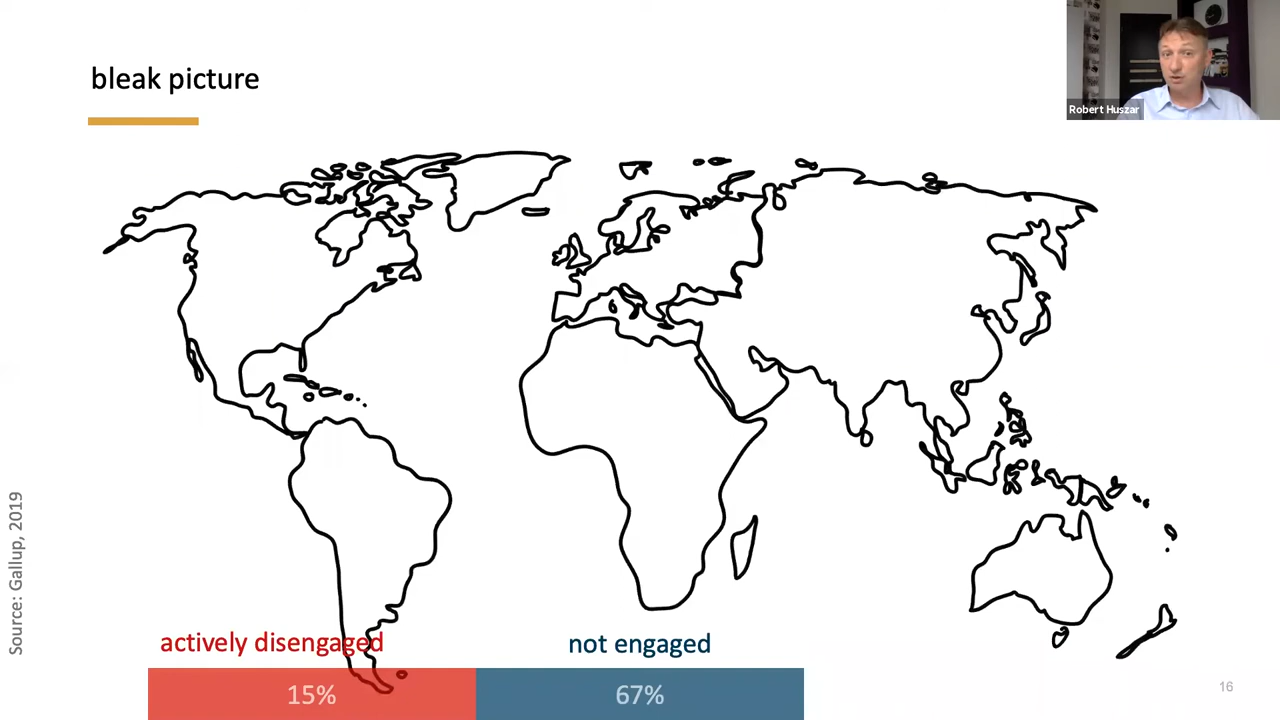 bleak picture
Robert Huszar
Source: Gallup, 2019
actively disengaged
not engaged
15%
67%
16